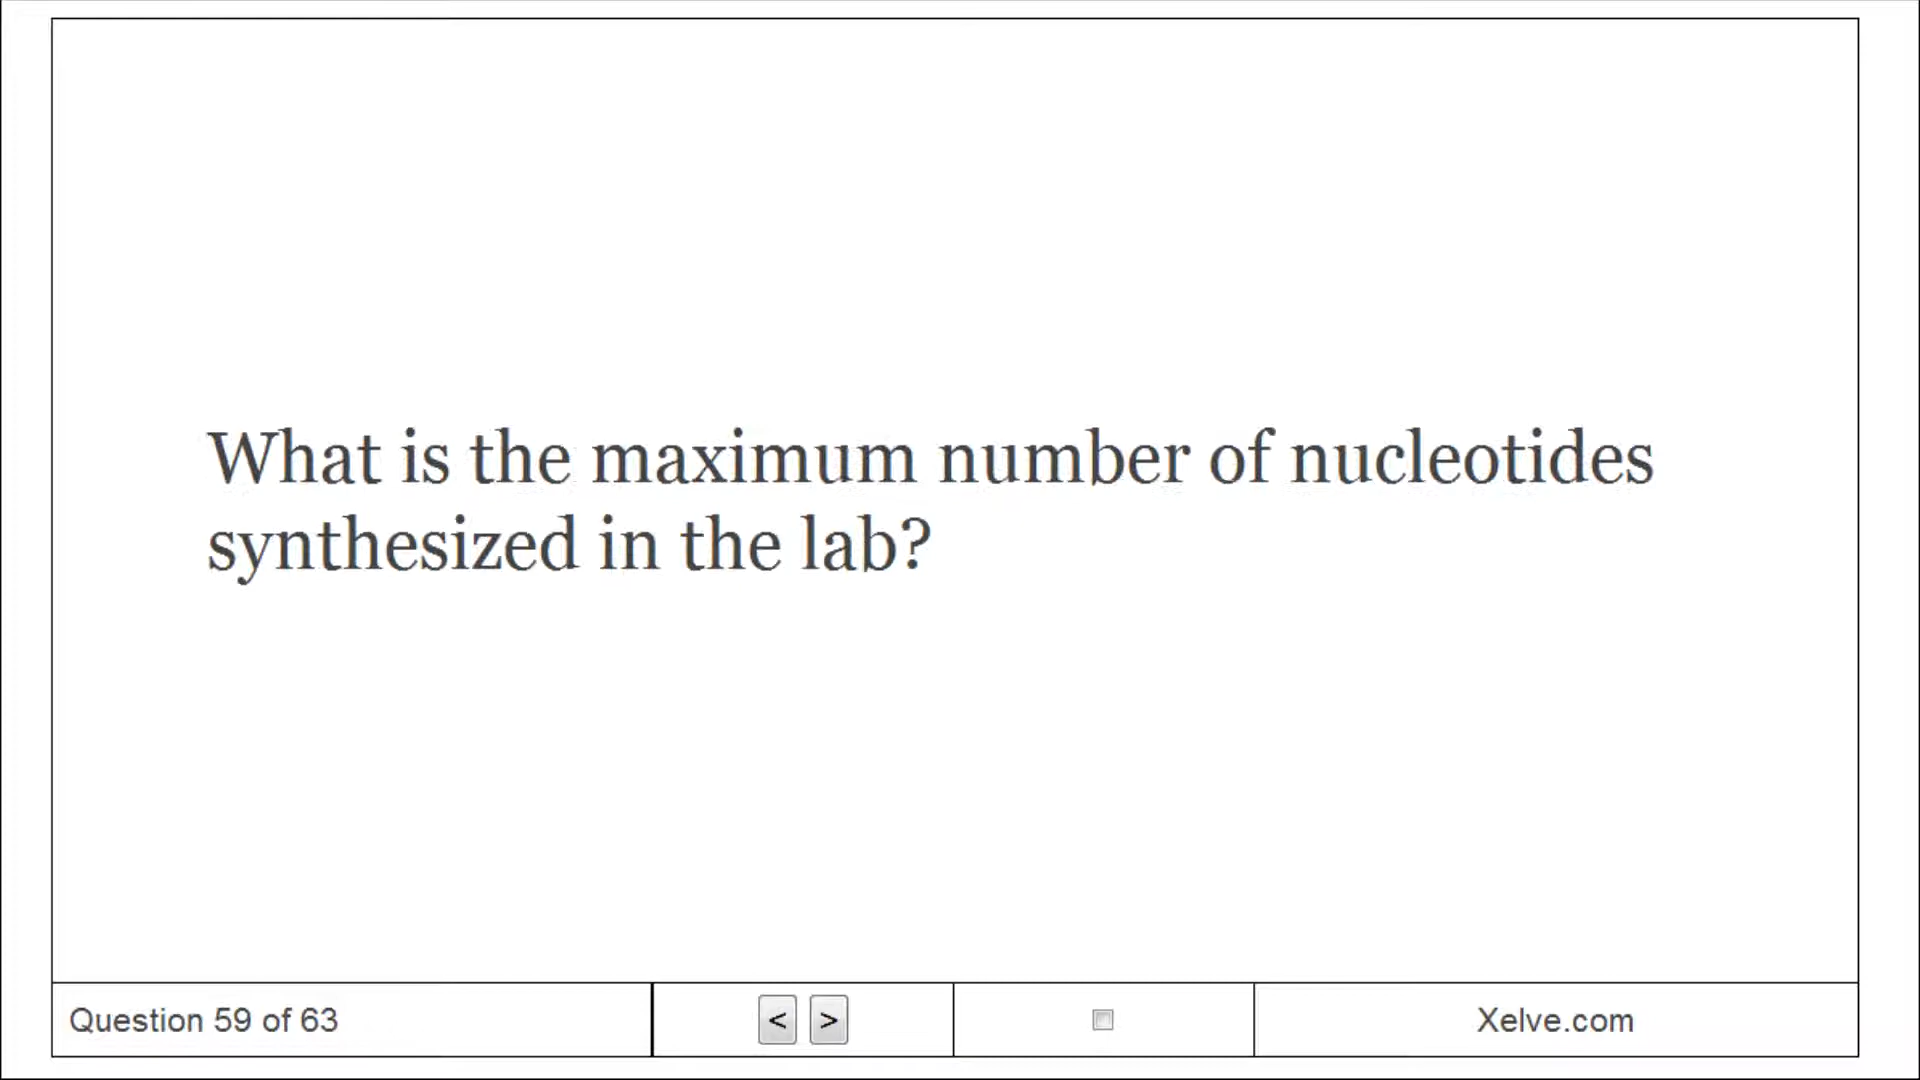 What is the maximum number of nucleotides
synthesized in the lab?
Question 59 of 63
< >
Xelve.com